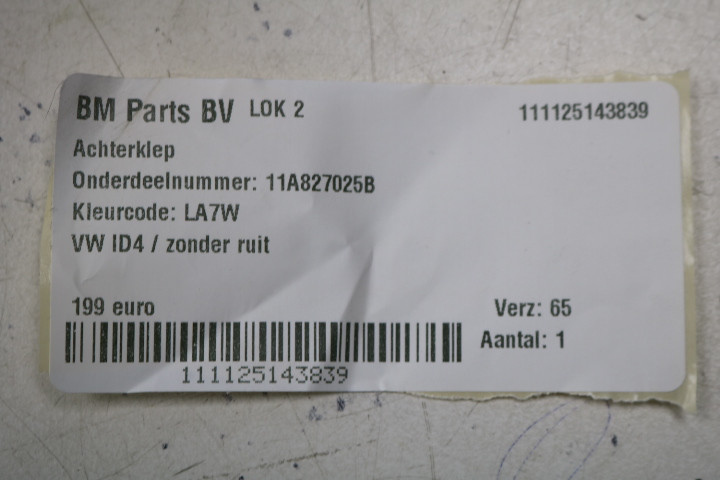 BM Parts BV LOK 2 111125143839
Achterklep
Onderdeelnummer: 11A827025B
Kleurcode: LA7W
VW ID4 / zonder ruit
199 euro Verz: 65
Aantal: 1
111125143839